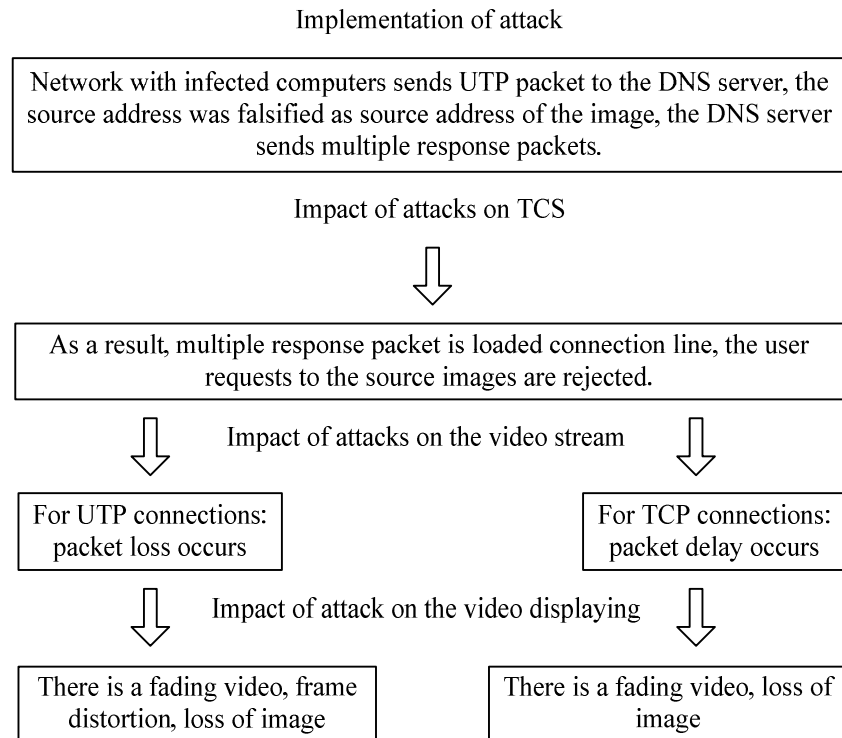 Implementation of attack
Network with infected computers sends UTP packet to the DNS server, the
source address was falsified as source address of the image, the DNS server
sends multiple response packets.
Impact of attacks on TCS
As a result, multiple response packet is loaded connection line, the user
requests to the source images are rejected.
Impact of attacks on the video stream
For UTP connections:
packet loss occurs
For TCP connections:
packet delay occurs
Impact of attack on the video displaying
There is a fading video, frame
distortion, loss of image
There is a fading video, loss of
image